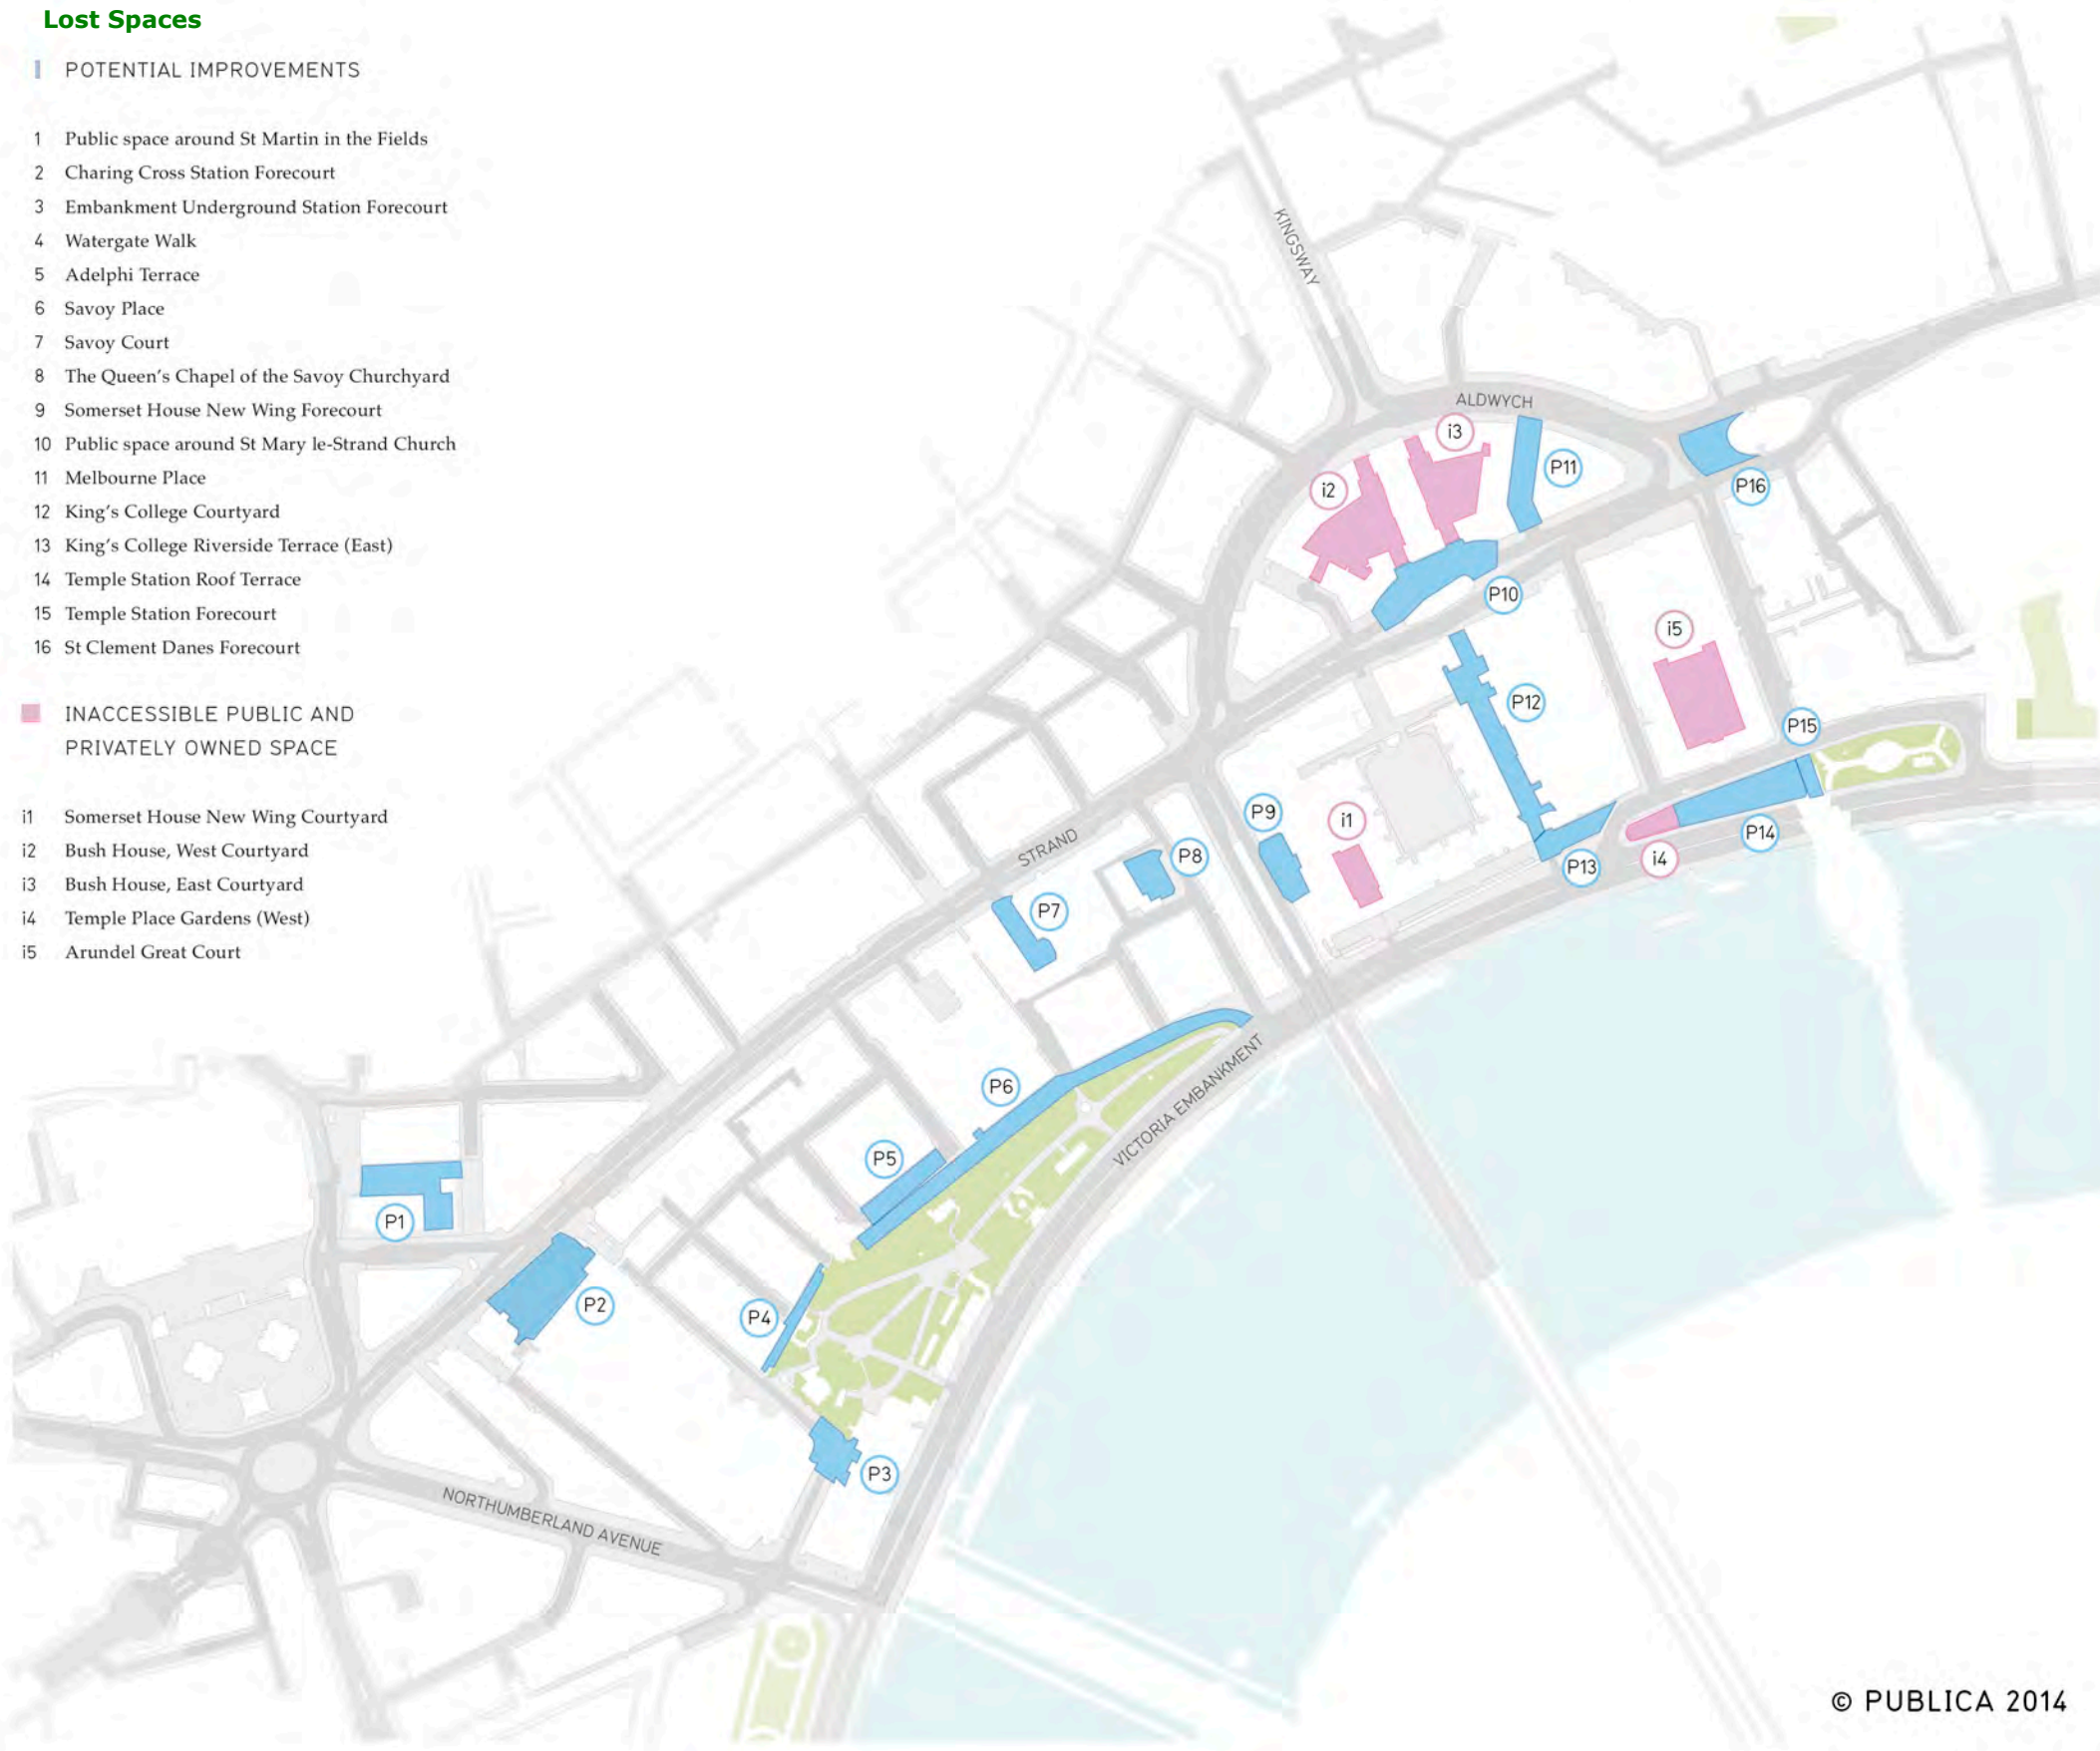 Lost Spaces
POTENTIAL IMPROVEMENTS
1 Public space around St Martin in the Fields
2 Charing Cross Station Forecourt
3 Embankment Underground Station Forecourt
4 Watergate Walk
5 Adelphi Terrace
6 Savoy Place
7 Savoy Court
8 The Queen's Chapel of the Savoy Churchyard
9 Somerset House New Wing Forecourt
10 Public space around St Mary le-Strand Church
11 Melbourne Place
12 King's College Courtyard
13 King's College Riverside Terrace (East)
14 Temple Station Roof Terrace
15 Temple Station Forecourt
16 St Clement Danes Forecourt
INACCESSIBLE PUBLIC AND
PRIVATELY OWNED SPACE
i1 Somerset House New Wing Courtyard
i2 Bush House, West Courtyard
i3 Bush House, East Courtyard
i4 Temple Place Gardens (West)
i5 Arundel Great Court
KINGSWAY
ALDWYCH
i3
P11
i2
P16
P10
i5
P12
P15
P9
i1
P14
STRAND
P8
i4
P13
P7
P6
VICTORIA EMBANKMENT
P5
P1
P2
P4
P3
NORTHUMBERLAND AVENUE
© PUBLICA 2014